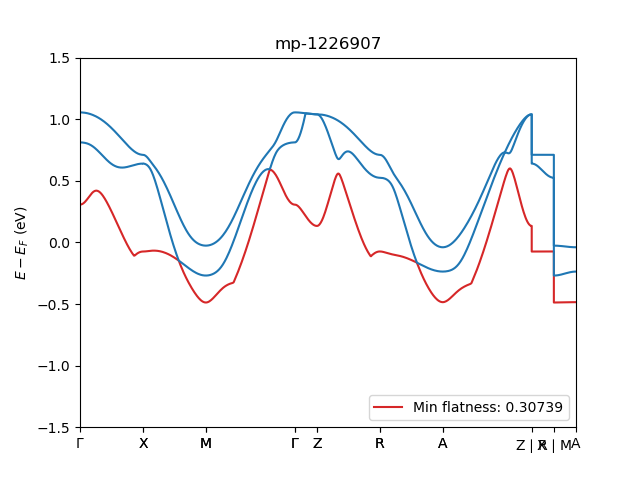 mp-1226907
E − E_F (eV)
1.5
1.0
0.5
0.0
−0.5
−1.0
−1.5
Min flatness: 0.30739
Γ X M Γ Z R A Z | X R | M A